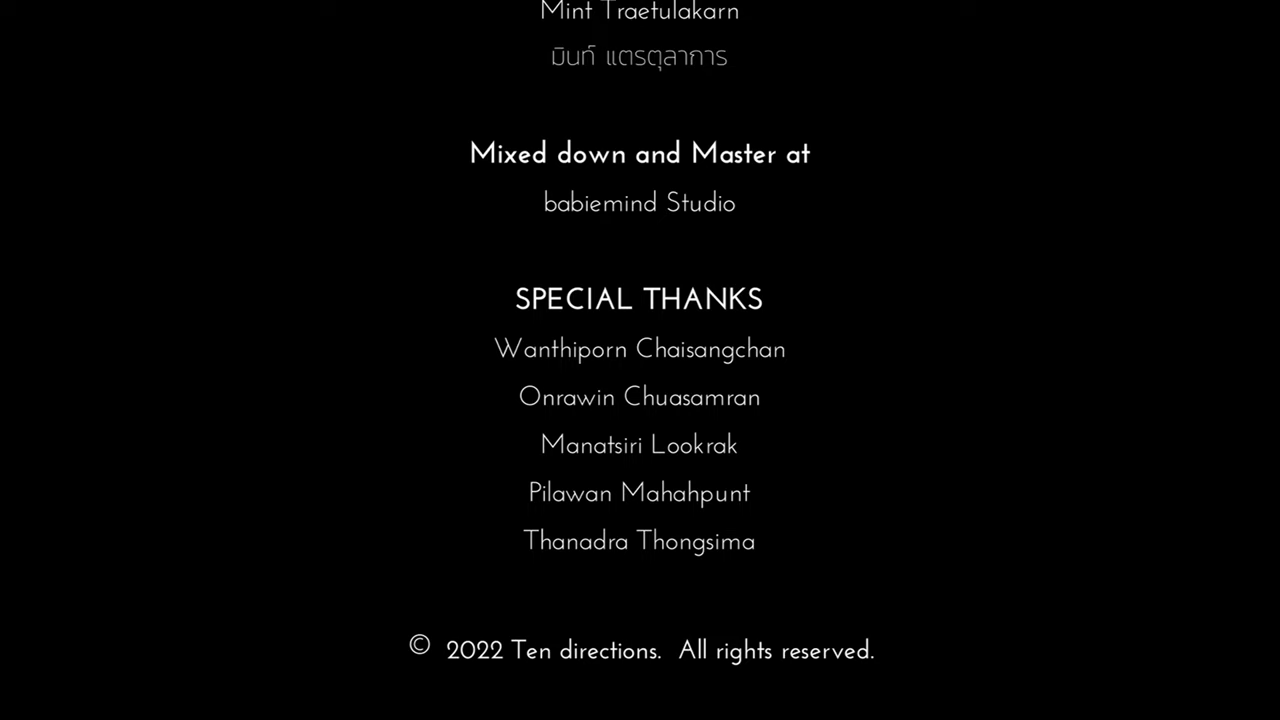 Mint Traetulakarn
มินท์ แตรตุลาการ
Mixed down and Master at
babiemind Studio
SPECIAL THANKS
Wanthiporn Chaisangchan
Onrawin Chuasamran
Manatsiri Lookrak
Pilawan Mahahpunt
Thanadra Thongsima
© 2022 Ten directions. All rights reserved.